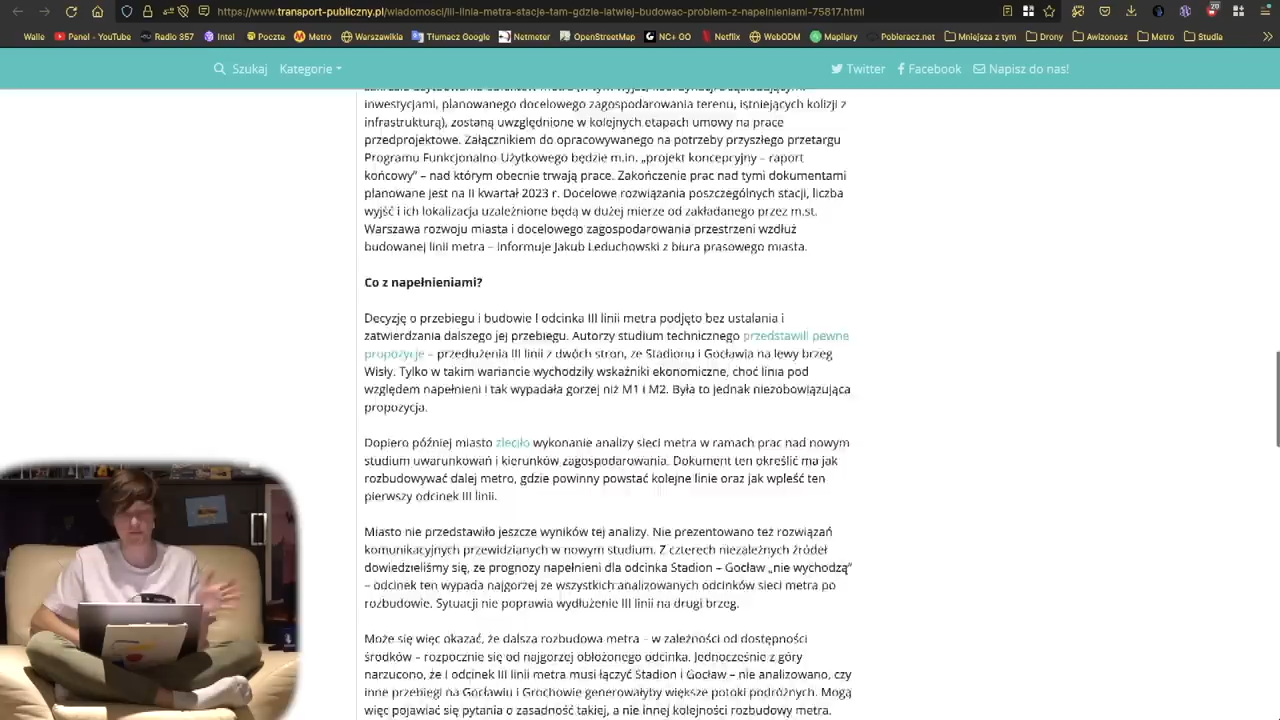 https://www.transport-publiczny.pl/wiadomosci/iii-linia-metra-stacje-tam-gdzie-latwiej-budowac-problem-z-napelnieniami-75817.html
20
Walle Panel - YouTube Radio 357 Intel Poczta Metro Warszawikia Tłumacz Google Netmeter OpenStreetMap NC+ GO Netflix WebODM Mapillary Pobieracz.net Mniejsza z tym Drony Awizonosz Metro Studia
Szukaj Kategorie Twitter Facebook Napisz do nas!
inwestycjami, planowanego docelowego zagospodarowania terenu, istniejących kolizji z
infrastrukturą), zostaną uwzględnione w kolejnych etapach umowy na prace
przedprojektowe. Załącznikiem do opracowywanego na potrzeby przyszłego przetargu
Programu Funkcjonalno-Użytkowego będzie m.in. „projekt koncepcyjny – raport
końcowy” – nad którym obecnie trwają prace. Zakończenie prac nad tymi dokumentami
planowane jest na II kwartał 2023 r. Docelowe rozwiązania poszczególnych stacji, liczba
wyjść i ich lokalizacja uzależnione będą w dużej mierze od zakładanego przez m.st.
Warszawa rozwoju miasta i docelowego zagospodarowania przestrzeni wzdłuż
budowanej linii metra – informuje Jakub Leduchowski z biura prasowego miasta.
Co z napełnieniami?
Decyzję o przebiegu i budowie I odcinka III linii metra podjęto bez ustalania i
zatwierdzania dalszego jej przebiegu. Autorzy studium technicznego przedstawili pewne
propozycje – przedłużenia III linii z dwóch stron, ze Stadionu i Gocławia na lewy brzeg
Wisły. Tylko w takim wariancie wychodziły wskaźniki ekonomiczne, choć linia pod
względem napełnień i tak wypadała gorzej niż M1 i M2. Była to jednak niezobowiązująca
propozycja.
Dopiero później miasto zleciło wykonanie analizy sieci metra w ramach prac nad nowym
studium uwarunkowań i kierunków zagospodarowania. Dokument ten określić ma jak
rozbudowywać dalej metro, gdzie powinny powstać kolejne linie oraz jak wpleść ten
pierwszy odcinek III linii.
Miasto nie przedstawiło jeszcze wyników tej analizy. Nie prezentowano też rozwiązań
komunikacyjnych przewidzianych w nowym studium. Z czterech niezależnych źródeł
dowiedzieliśmy się, że prognozy napełnień dla odcinka Stadion – Gocław „nie wychodzą”
– odcinek ten wypada najgorzej ze wszystkich analizowanych odcinków sieci metra po
rozbudowie. Sytuacji nie poprawia wydłużenie III linii na drugi brzeg.
Może się więc okazać, że dalsza rozbudowa metra – w zależności od dostępności
środków – rozpocznie się od najgorzej obłożonego odcinka. Jednocześnie z góry
narzucono, że I odcinek III linii metra musi łączyć Stadion i Gocław – nie analizowano, czy
inne przebiegi na Gocławiu i Grochowie generowałyby większe potoki podróżnych. Mogą
więc pojawiać się pytania o zasadność takiej, a nie innej kolejności rozbudowy metra.